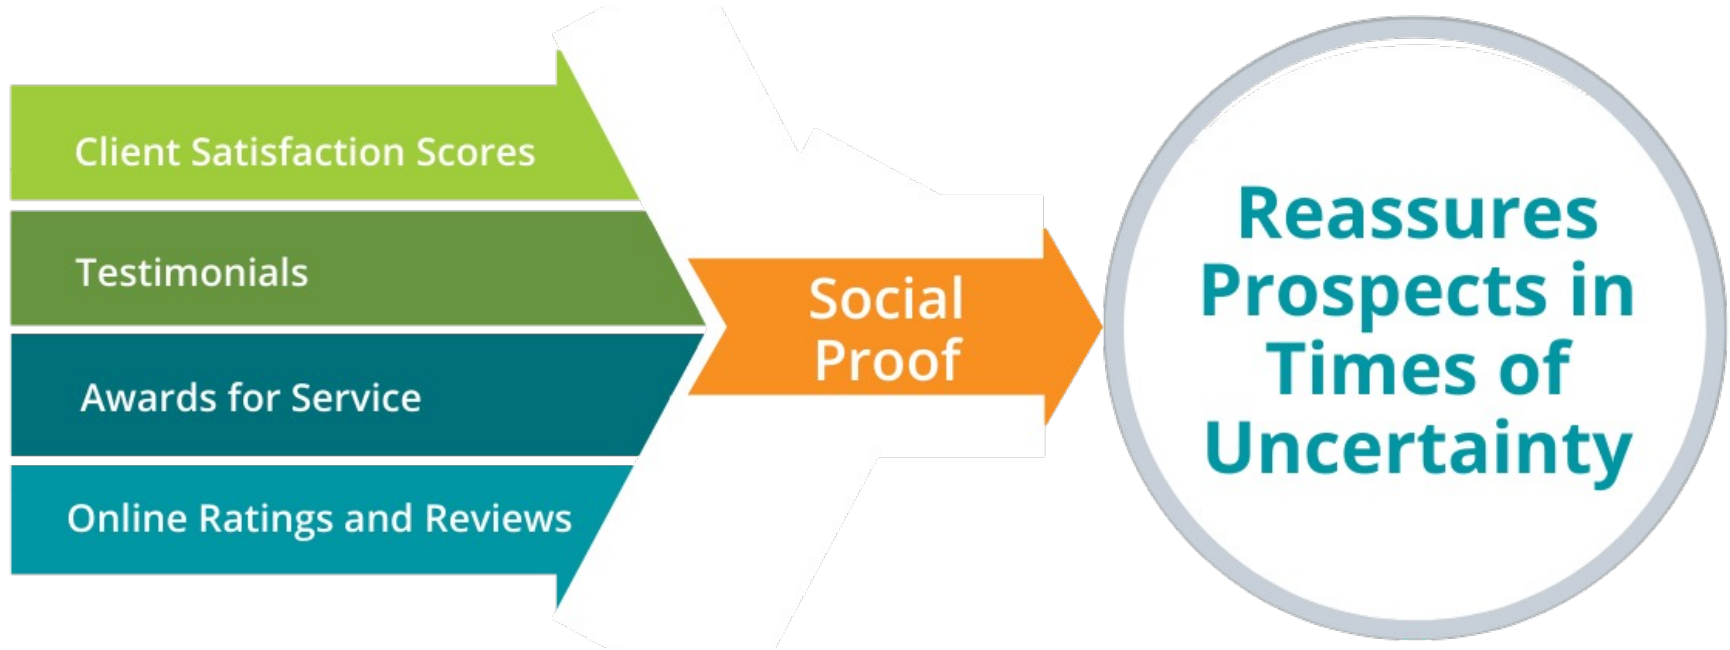 Client Satisfaction Scores
Testimonials
Awards for Service
Online Ratings and Reviews
Social
Proof
Reassures
Prospects in
Times of
Uncertainty